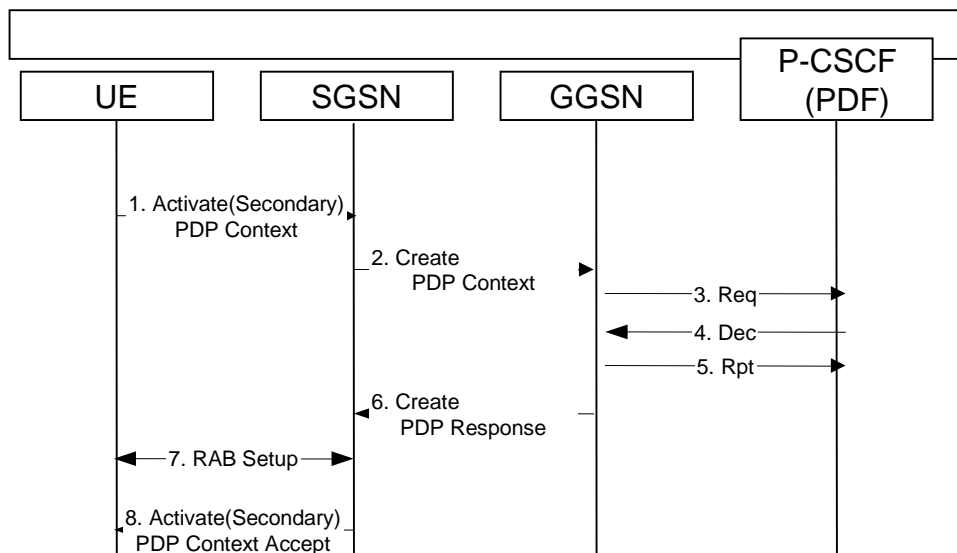 UE
SGSN
GGSN
P-CSCF
(PDF)
1. Activate(Secondary)
PDP Context
2. Create
PDP Context
3. Req
4. Dec
5. Rpt
6. Create
PDP Response
7. RAB Setup
8. Activate(Secondary)
PDP Context Accept